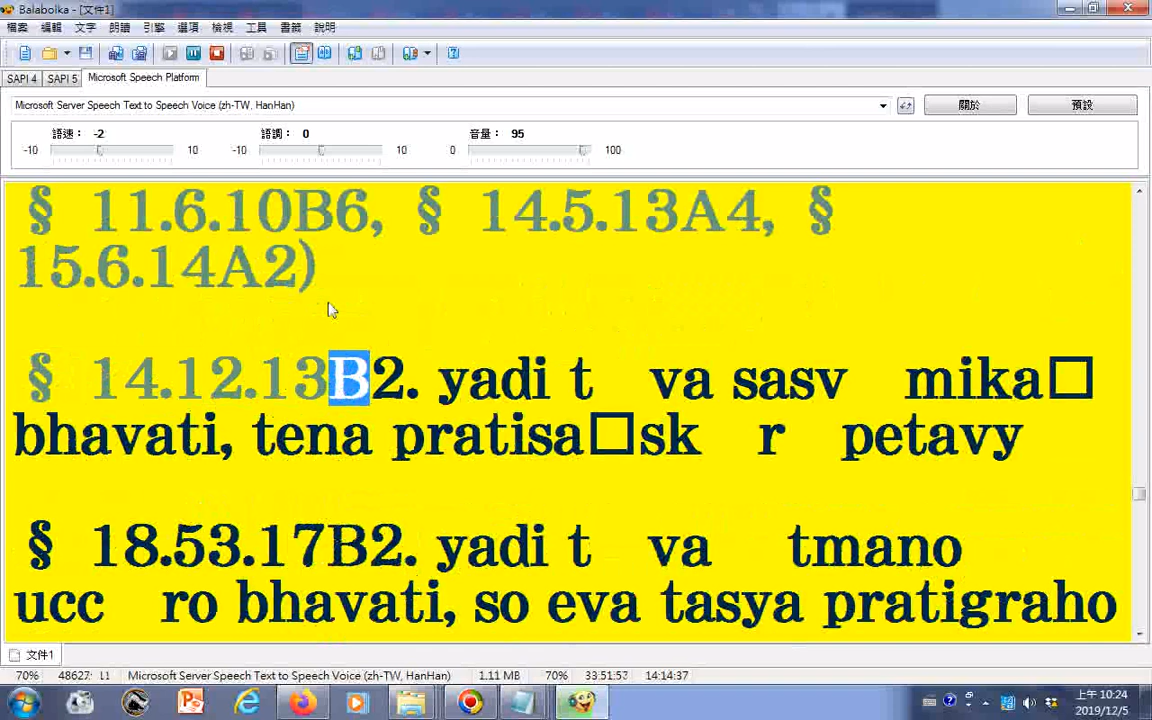 Balabolka - [文件1]
檔案 編輯 文字 朗讀 引擎 選項 檢視 工具 書籤 說明
SAPI 4 SAPI 5 Microsoft Speech Platform
Microsoft Server Speech Text to Speech Voice (zh-TW, HanHan) 關於 預設
語速： -2 語調： 0 音量： 95
-10 10 -10 10 0 100
§ 11.6.10B6, § 14.5.13A4, §
15.6.14A2)
§ 14.12.13B2. yadi t va sasv mika□
bhavati, tena pratisa□sk r petavy
§ 18.53.17B2. yadi t va tmano
ucc ro bhavati, so eva tasya pratigraho
文件1
70% 48627: 11 Microsoft Server Speech Text to Speech Voice (zh-TW, HanHan) 1.11 MB 70% 33:51:53 14:14:37
上午 10:24
2019/12/5